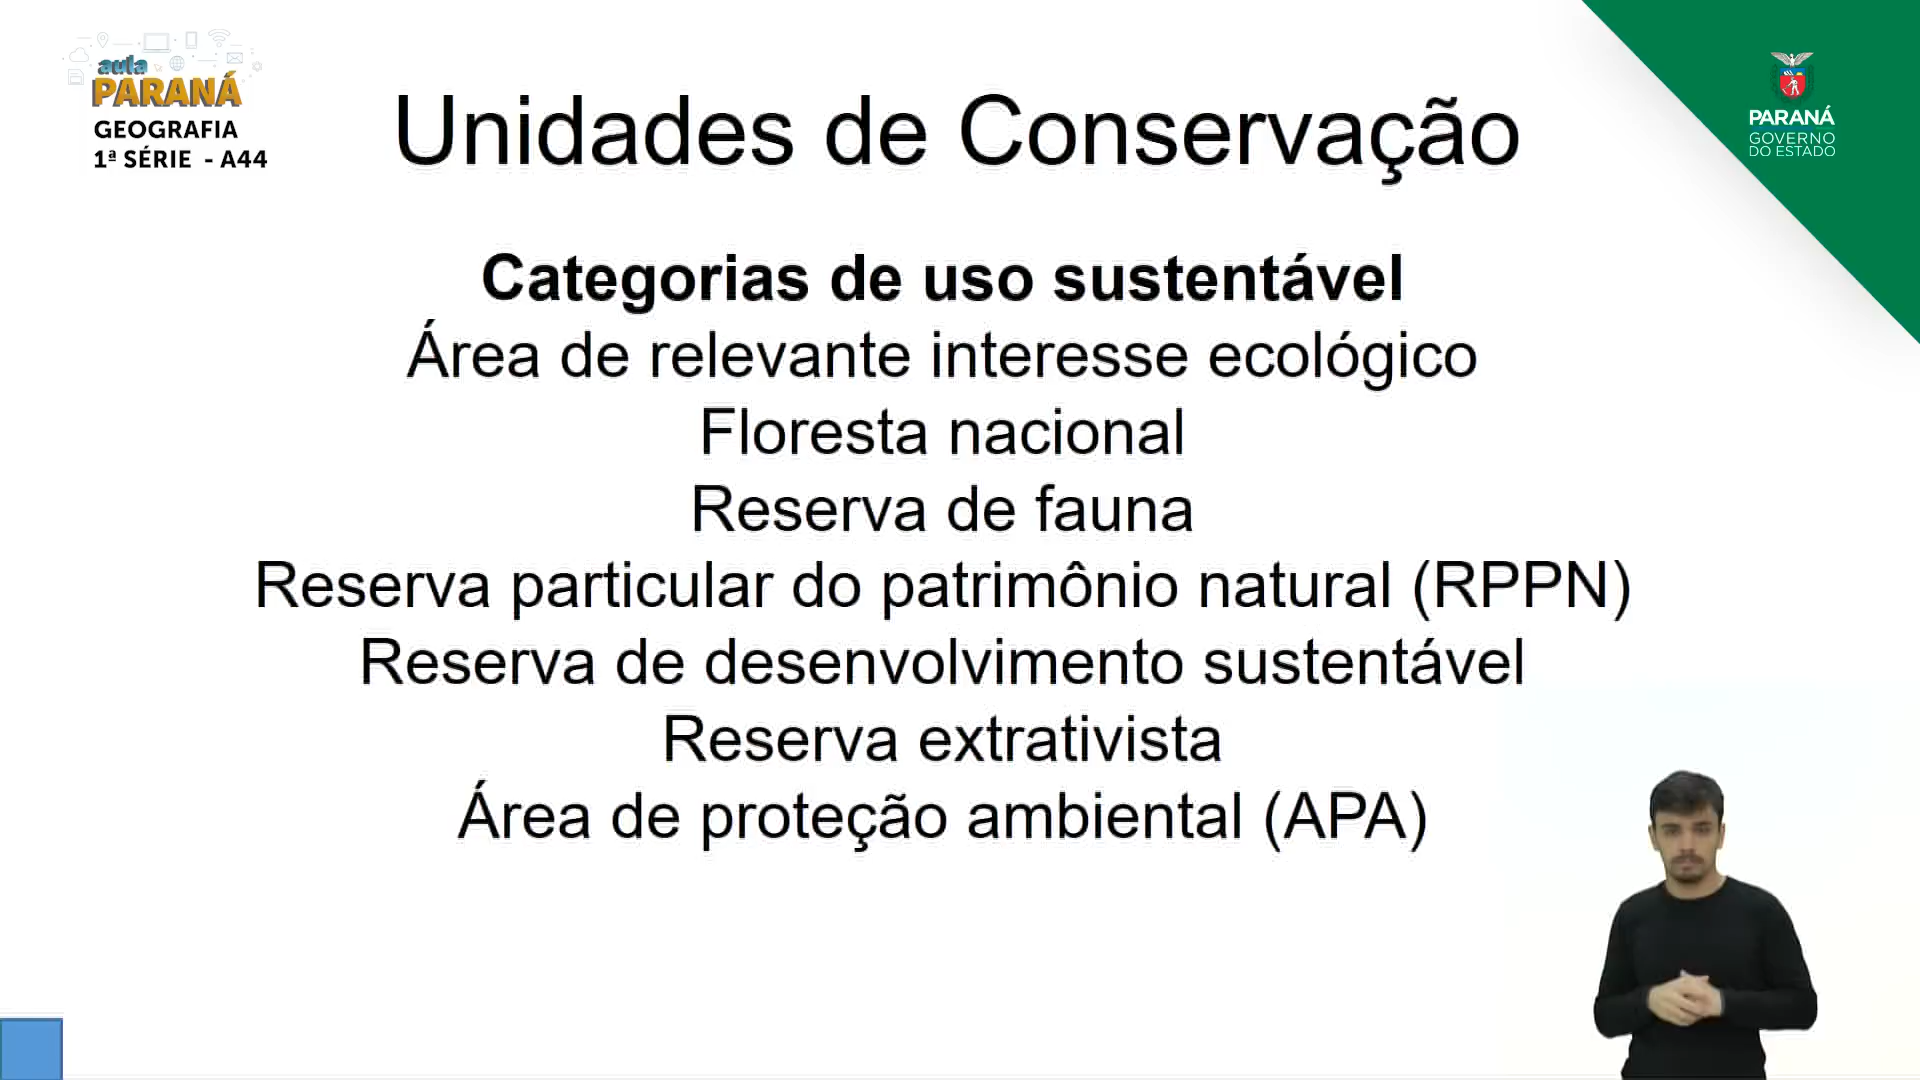 aula
PARANÁ
GEOGRAFIA
1ª SÉRIE - A44
Unidades de Conservação
PARANÁ
GOVERNO
DO ESTADO
Categorias de uso sustentável
Área de relevante interesse ecológico
Floresta nacional
Reserva de fauna
Reserva particular do patrimônio natural (RPPN)
Reserva de desenvolvimento sustentável
Reserva extrativista
Área de proteção ambiental (APA)